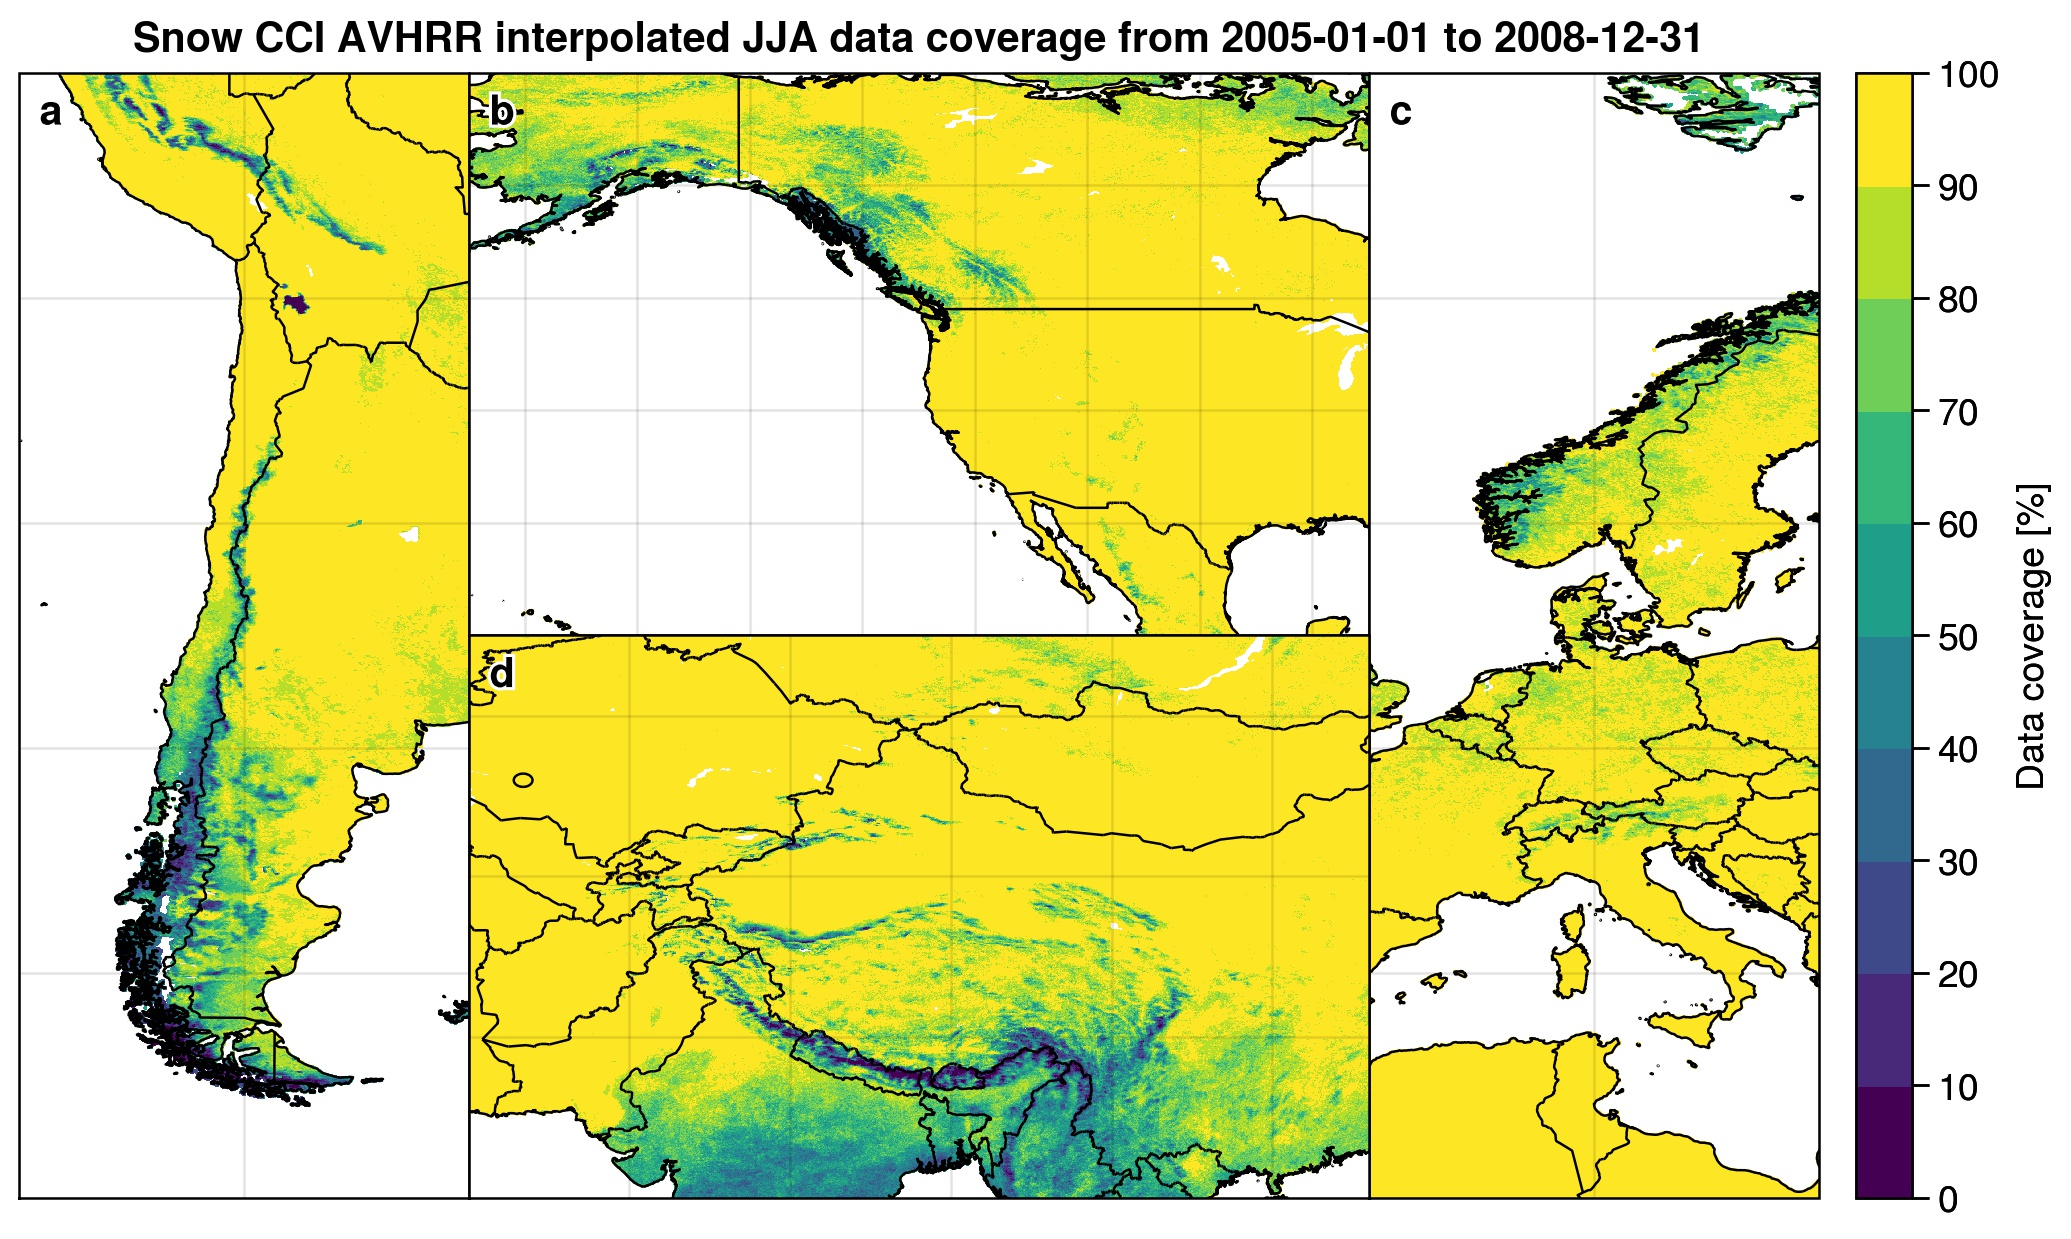 Snow CCI AVHRR interpolated JJA data coverage from 2005-01-01 to 2008-12-31
a
b
c
d
100
90
80
70
60
50
40
30
20
10
0
Data coverage [%]